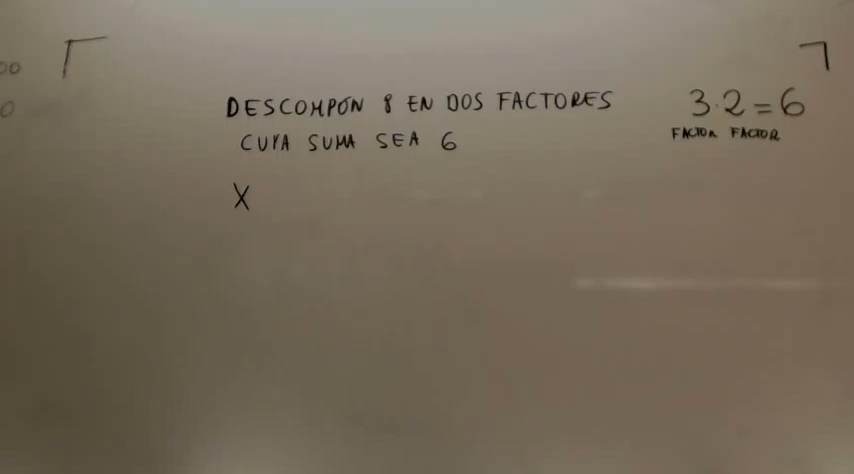 DESCOMPÓN 8 EN DOS FACTORES
CUYA SUMA SEA 6
X
3·2=6
FACTOR FACTOR